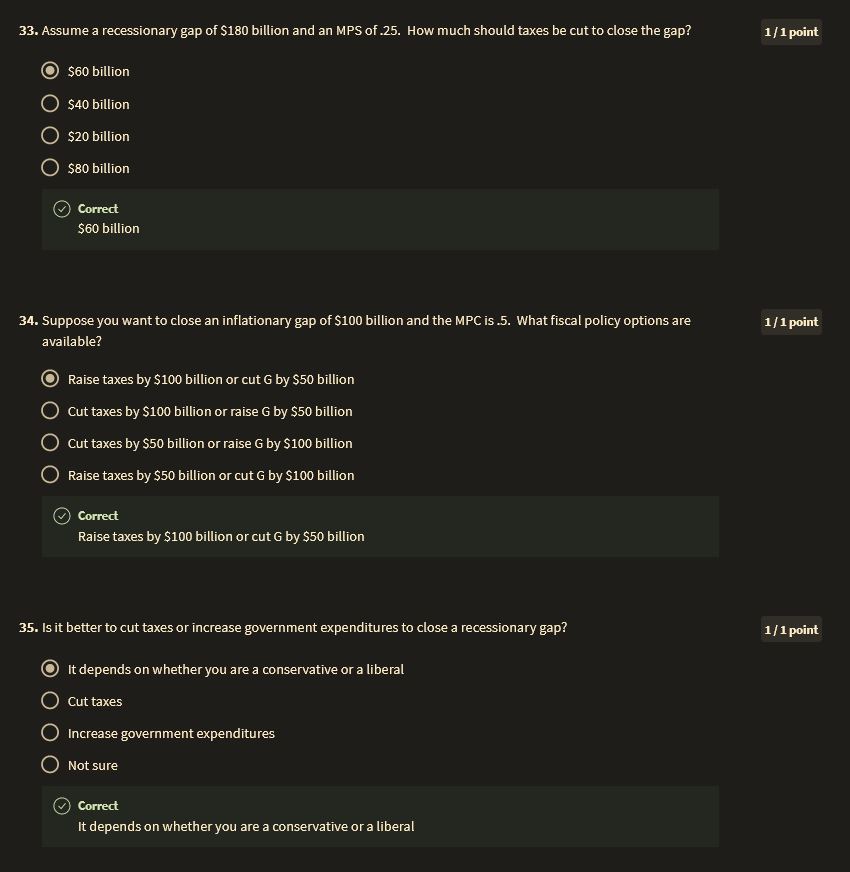 33. Assume a recessionary gap of $180 billion and an MPS of .25. How much should taxes be cut to close the gap?
1 / 1 point
$60 billion
$40 billion
$20 billion
$80 billion
Correct
$60 billion
34. Suppose you want to close an inflationary gap of $100 billion and the MPC is .5. What fiscal policy options are
available?
1 / 1 point
Raise taxes by $100 billion or cut G by $50 billion
Cut taxes by $100 billion or raise G by $50 billion
Cut taxes by $50 billion or raise G by $100 billion
Raise taxes by $50 billion or cut G by $100 billion
Correct
Raise taxes by $100 billion or cut G by $50 billion
35. Is it better to cut taxes or increase government expenditures to close a recessionary gap?
1 / 1 point
It depends on whether you are a conservative or a liberal
Cut taxes
Increase government expenditures
Not sure
Correct
It depends on whether you are a conservative or a liberal